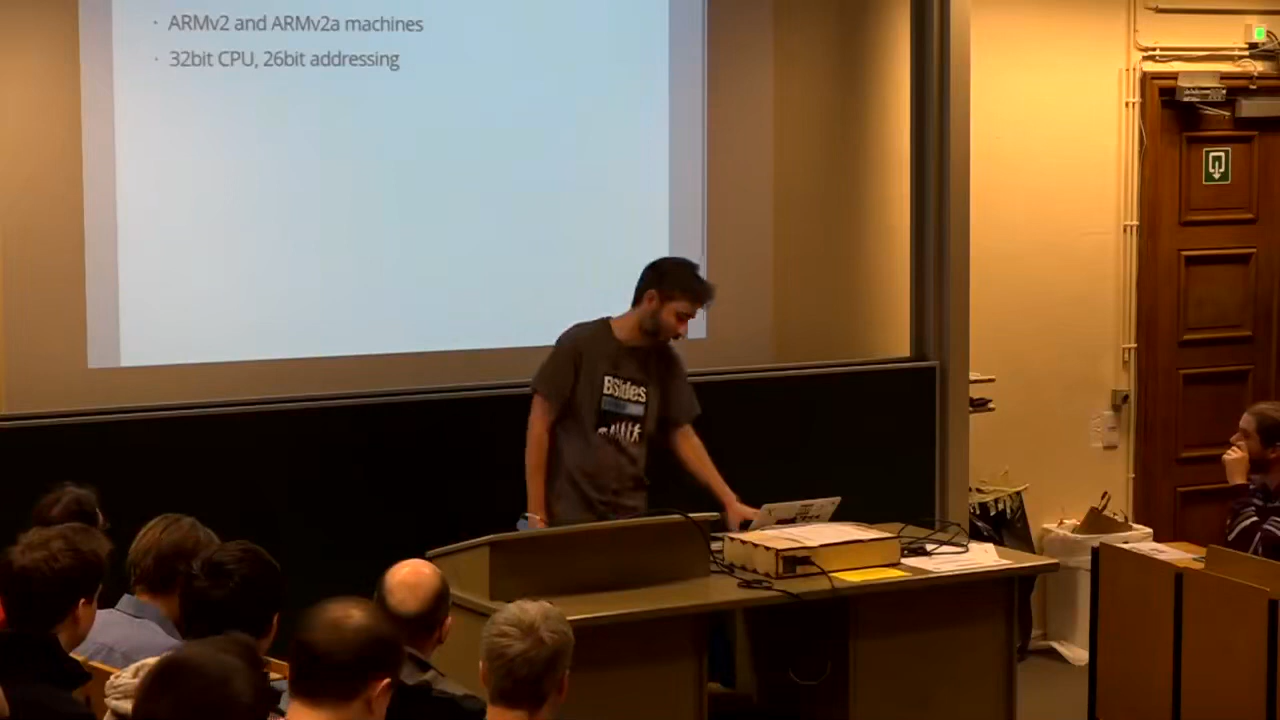 · ARMv2 and ARMv2a machines
· 32bit CPU, 26bit addressing
BSides